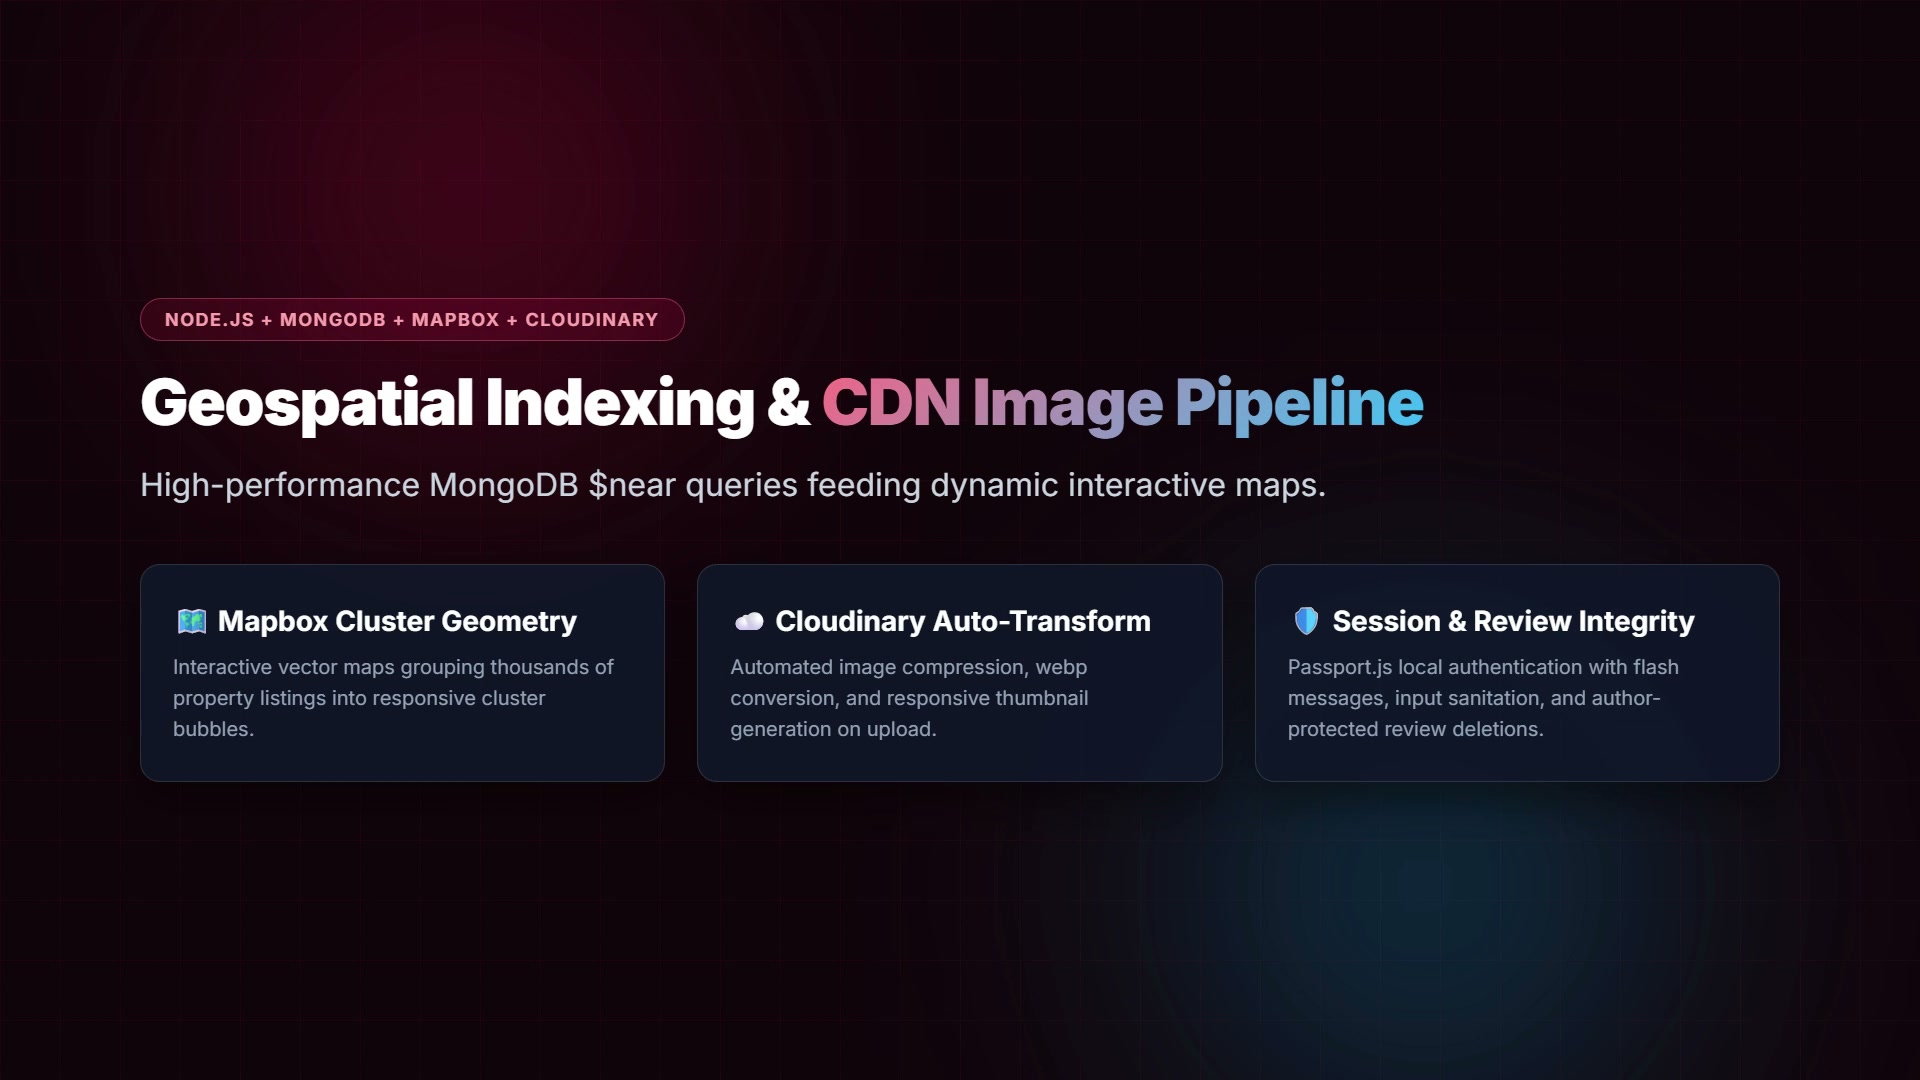 NODE.JS + MONGODB + MAPBOX + CLOUDINARY
Geospatial Indexing & CDN Image Pipeline
High-performance MongoDB $near queries feeding dynamic interactive maps.
Mapbox Cluster Geometry
Interactive vector maps grouping thousands of
property listings into responsive cluster
bubbles.
Cloudinary Auto-Transform
Automated image compression, webp
conversion, and responsive thumbnail
generation on upload.
Session & Review Integrity
Passport.js local authentication with flash
messages, input sanitation, and author-
protected review deletions.